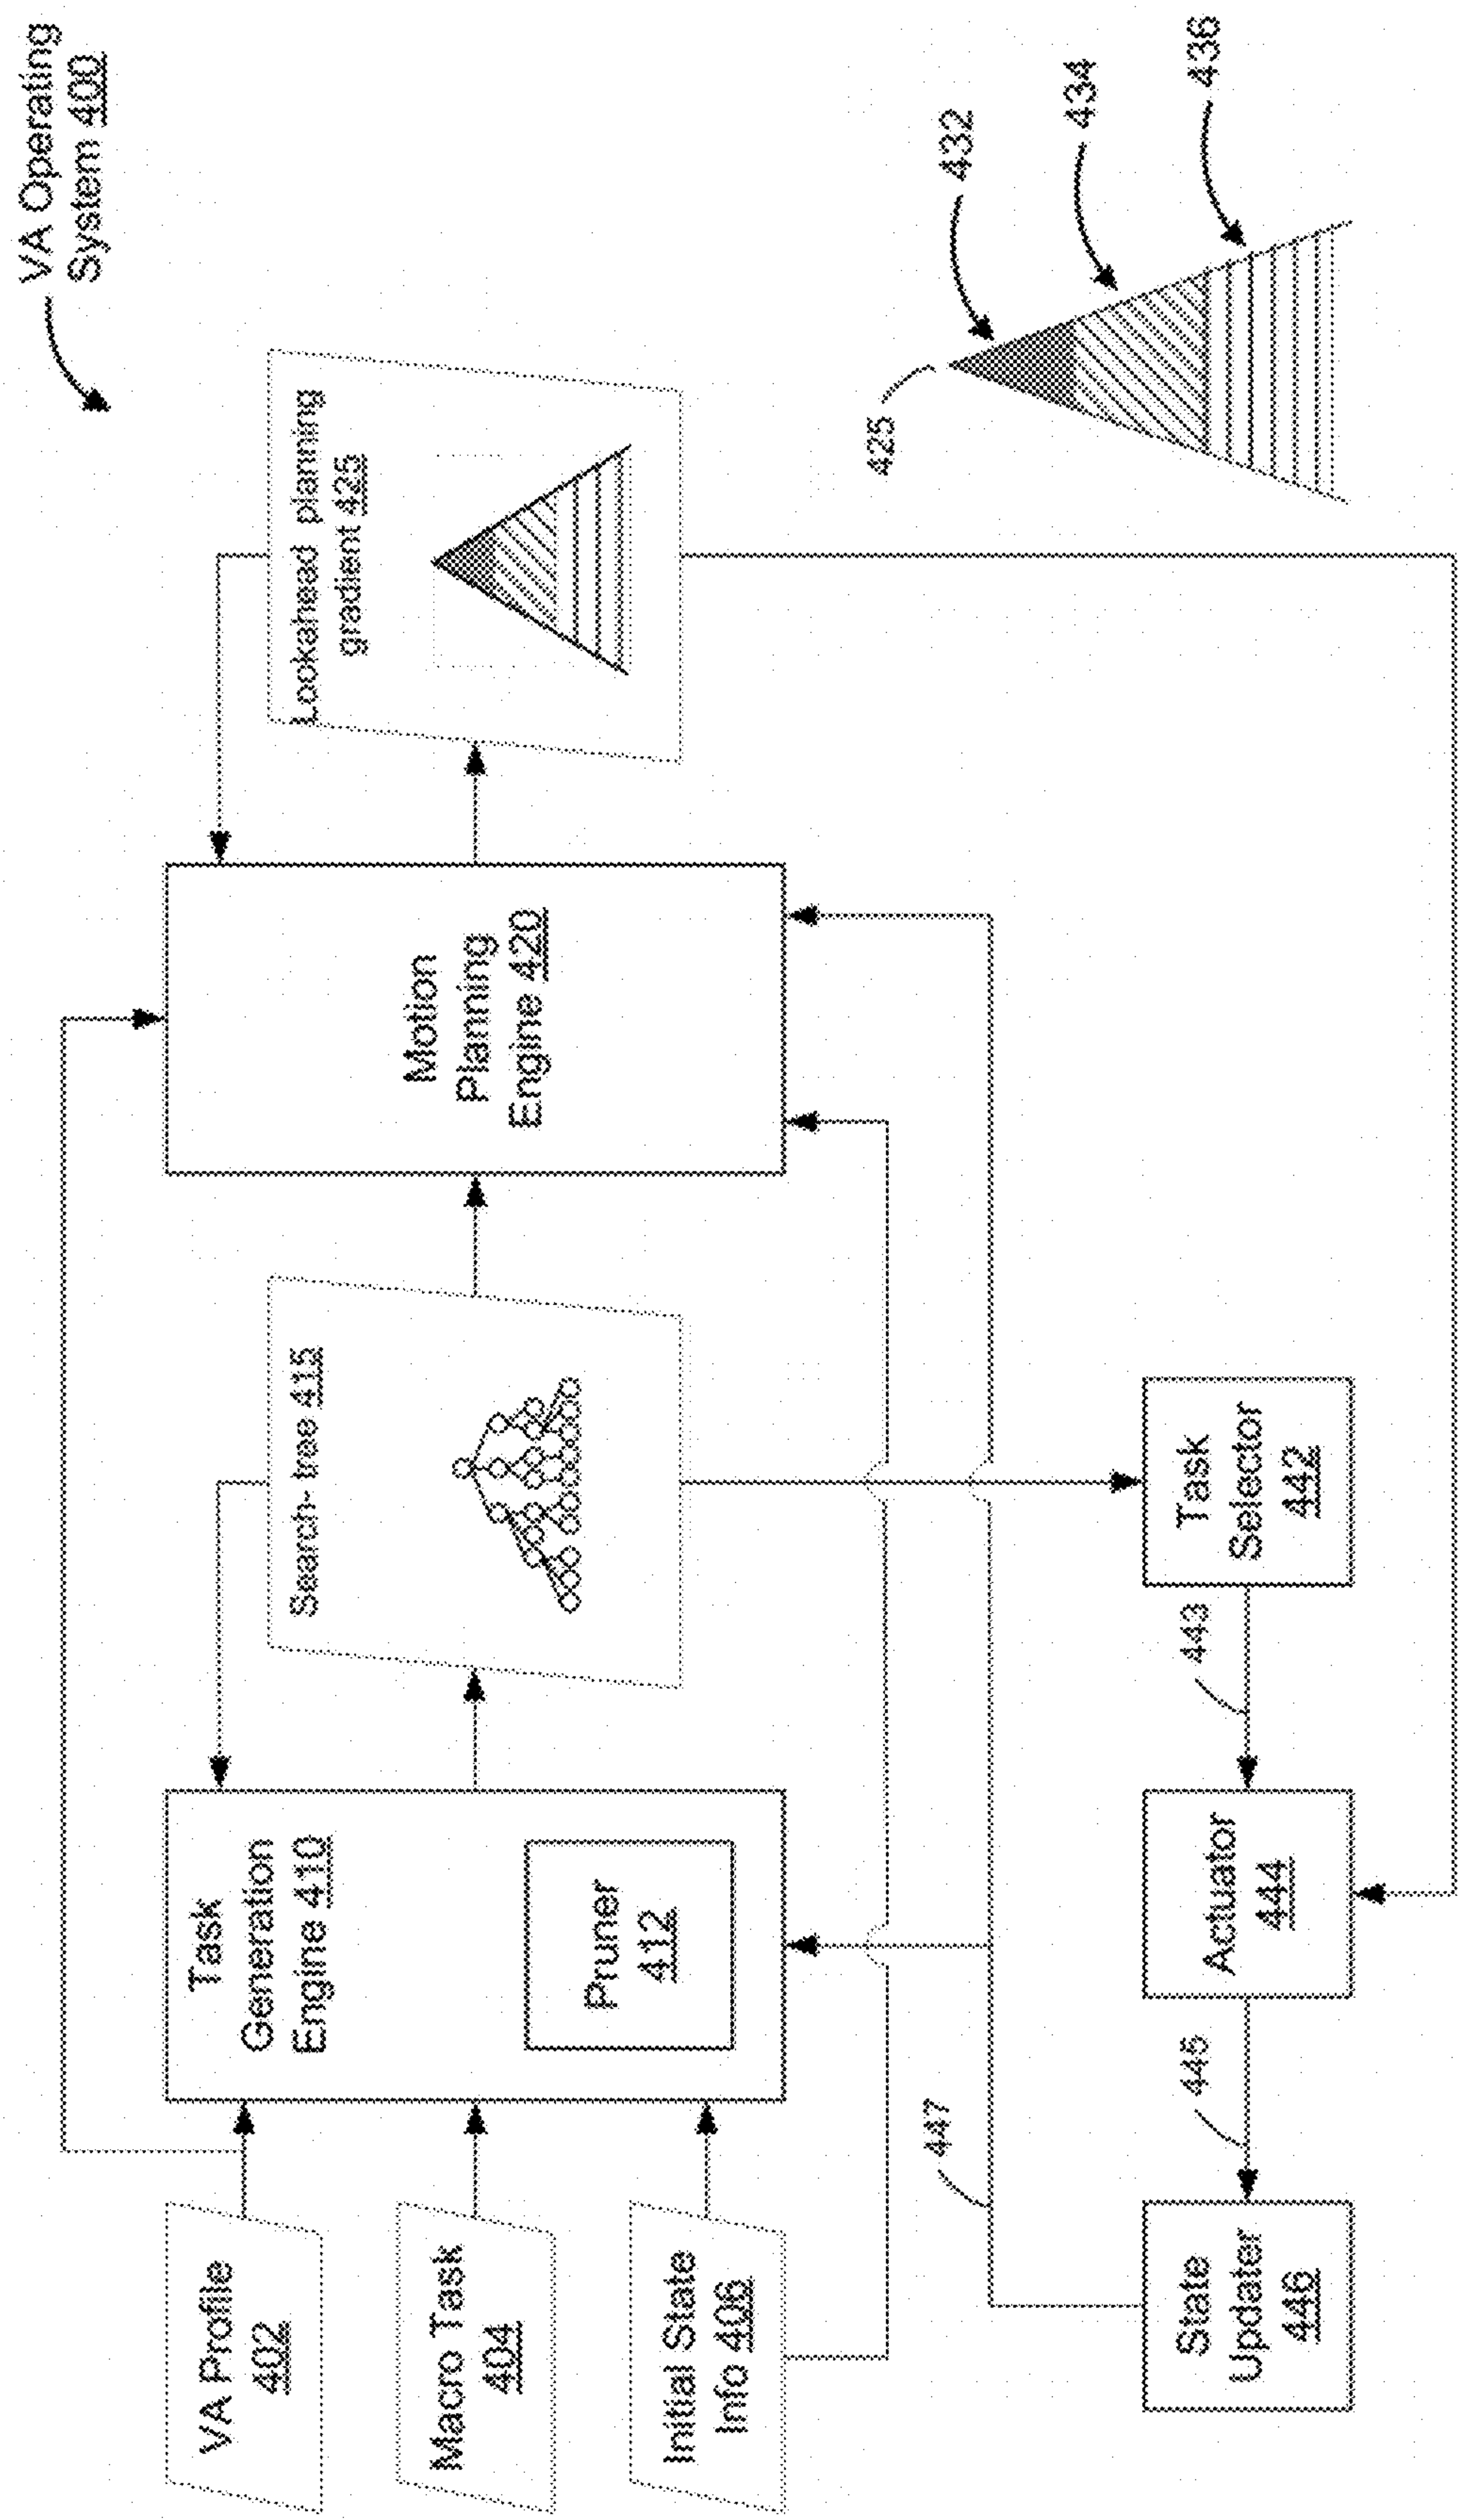 VA Operating
System 400
VA Profile
402
Macro Task
404
Initial State
Info 406
Task
Generation
Engine 410
Pruner
412
Search- tree 415
Motion
Planning
Engine 420
Lookahead planning
gradient 425
425
432
434
436
447
State
Updater
446
445
Actuator
444
443
Task
Selector
442